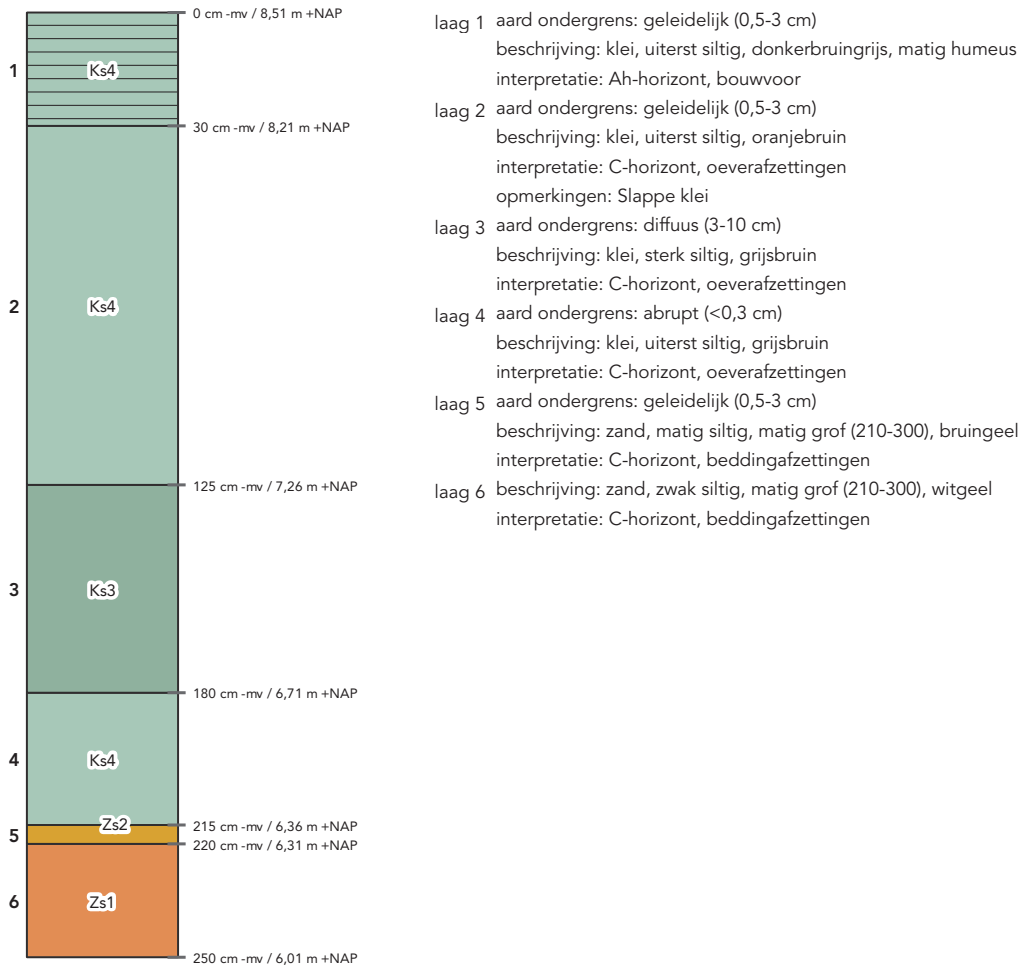 0 cm -mv / 8,51 m +NAP
1
Ks4
30 cm -mv / 8,21 m +NAP
2
Ks4
125 cm -mv / 7,26 m +NAP
3
Ks3
180 cm -mv / 6,71 m +NAP
4
Ks4
Zs2
215 cm -mv / 6,36 m +NAP
5
220 cm -mv / 6,31 m +NAP
6
Zs1
250 cm -mv / 6,01 m +NAP
laag 1 aard ondergrens: geleidelijk (0,5-3 cm)
beschrijving: klei, uiterst siltig, donkerbruingrijs, matig humeus
interpretatie: Ah-horizont, bouwvoor
laag 2 aard ondergrens: geleidelijk (0,5-3 cm)
beschrijving: klei, uiterst siltig, oranjebruin
interpretatie: C-horizont, oeverafzettingen
opmerkingen: Slappe klei
laag 3 aard ondergrens: diffuus (3-10 cm)
beschrijving: klei, sterk siltig, grijsbruin
interpretatie: C-horizont, oeverafzettingen
laag 4 aard ondergrens: abrupt (<0,3 cm)
beschrijving: klei, uiterst siltig, grijsbruin
interpretatie: C-horizont, oeverafzettingen
laag 5 aard ondergrens: geleidelijk (0,5-3 cm)
beschrijving: zand, matig siltig, matig grof (210-300), bruingeel
interpretatie: C-horizont, beddingafzettingen
laag 6 beschrijving: zand, zwak siltig, matig grof (210-300), witgeel
interpretatie: C-horizont, beddingafzettingen